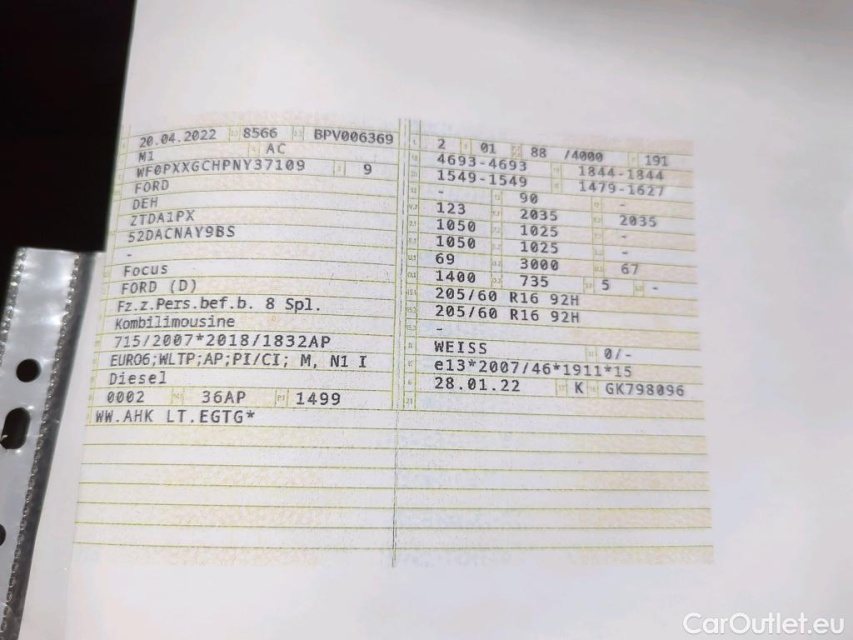 20.04.2022 8566 BPV006369
M1 AC
WF0PXXGCHPNY37109 9
FORD
DEH
ZTDA1PX
52DACNAY9BS
-
Focus
FORD (D)
Fz.z.Pers.bef.b. 8 Spl.
Kombilimousine
715/2007*2018/1832AP
EURO6;WLTP;AP;PI/CI; M, N1 I
Diesel
0002 36AP 1499
WW.AHK LT.EGTG*
2 01 88 /4000 191
4693-4693 1844-1844
1549-1549 1479-1627
- 90 -
123 2035 2035
1050 1025 -
1050 1025 -
69 3000 67
1400 735 5 -
205/60 R16 92H
205/60 R16 92H
-
WEISS 0/-
e13*2007/46*1911*15
28.01.22 K GK798096
CarOutlet.eu